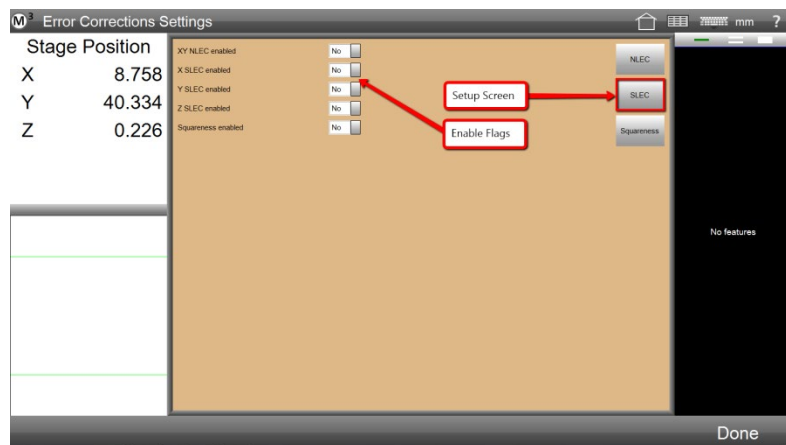 M³ Error Corrections Settings
mm ?
Stage Position
X 8.758
Y 40.334
Z 0.226
XY NLEC enabled No
X SLEC enabled No
Y SLEC enabled No
Z SLEC enabled No
Squareness enabled No
Setup Screen
Enable Flags
NLEC
SLEC
Squareness
No features
Done